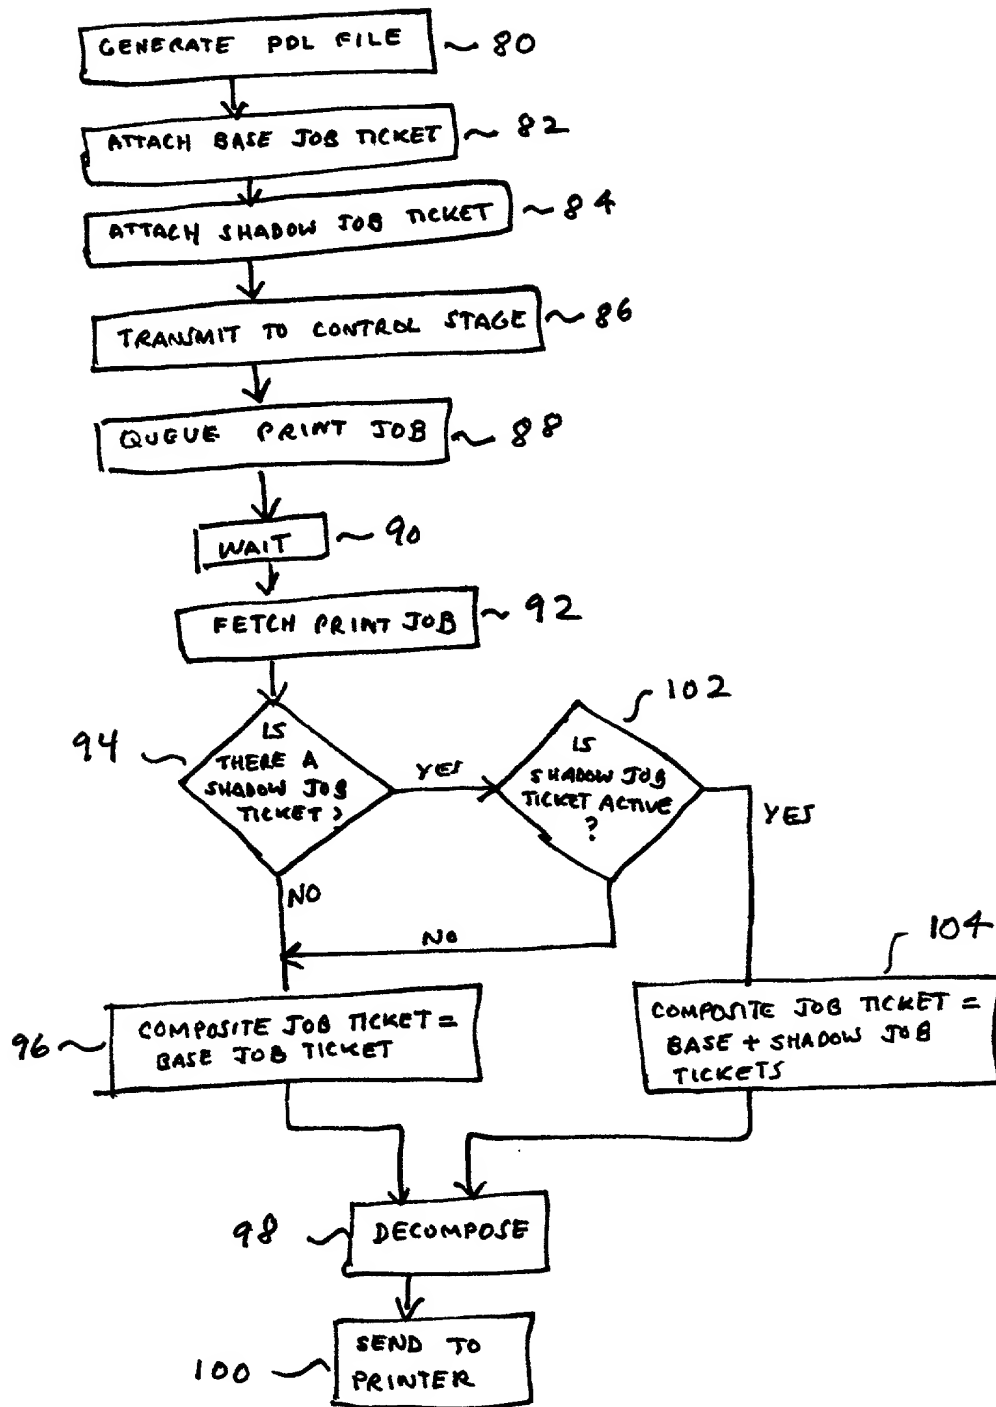 GENERATE PDL FILE
80
ATTACH BASE JOB TICKET
82
ATTACH SHADOW JOB TICKET
84
TRANSMIT TO CONTROL STAGE
86
QUEUE PRINT JOB
88
WAIT
90
FETCH PRINT JOB
92
94
IS
THERE A
SHADOW JOB
TICKET?
YES
102
IS
SHADOW JOB
TICKET ACTIVE
?
YES
NO
NO
96
COMPOSITE JOB TICKET =
BASE JOB TICKET
104
COMPOSITE JOB TICKET =
BASE + SHADOW JOB
TICKETS
98
DECOMPOSE
100
SEND TO
PRINTER